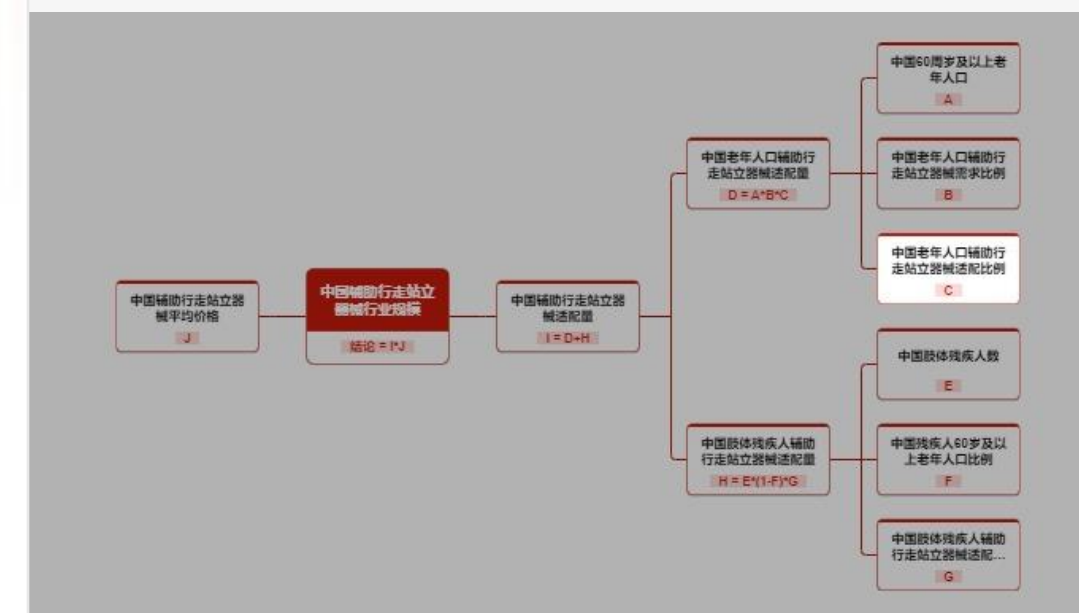 中国60周岁及以上老
年人口
A
中国老年人口辅助行
走站立器械适配量
D = A*B*C
中国老年人口辅助行
走站立器械需求比例
B
中国老年人口辅助行
走站立器械适配比例
C
中国辅助行走站立器
械平均价格
J
中国辅助行走站立
器械行业规模
结论 = I*J
中国辅助行走站立器
械适配量
I = D+H
中国肢体残疾人数
E
中国肢体残疾人辅助
行走站立器械适配量
H = E*(1-F)*G
中国残疾人60岁及以
上老年人口比例
F
中国肢体残疾人辅助
行走站立器械适配...
G